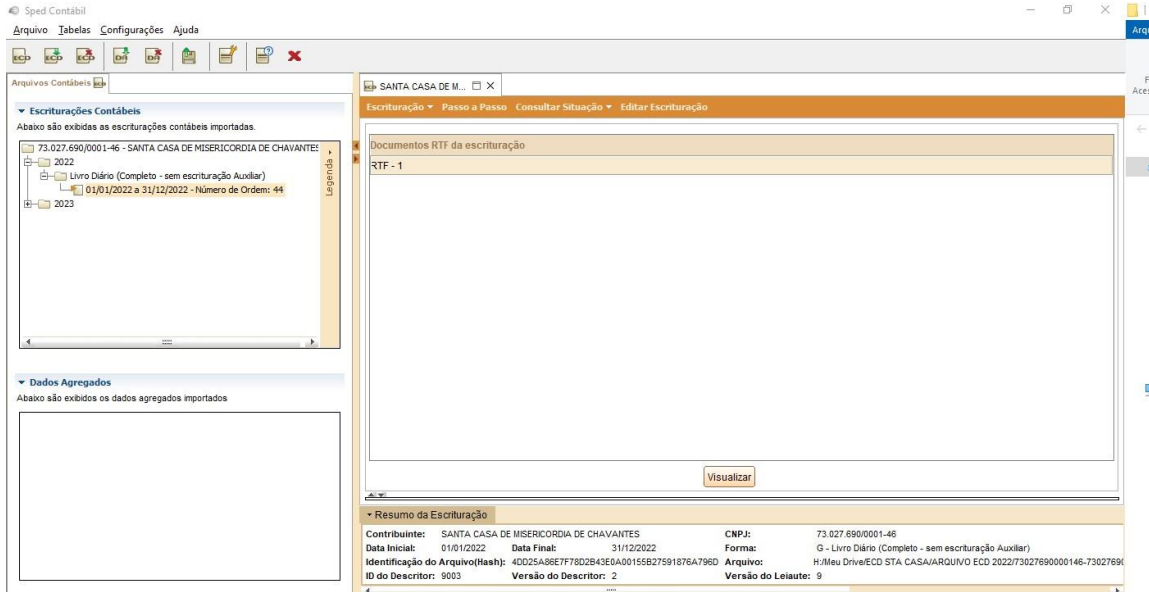 Sped Contábil
Arquivo Tabelas Configurações Ajuda
Arqu
ECD ECD ECD DA DA
Arquivos Contábeis
SANTA CASA DE M...
Escrituração Passo a Passo Consultar Situação Editar Escrituração
Escriturações Contábeis
Abaixo são exibidas as escriturações contábeis importadas.
73.027.690/0001-46 - SANTA CASA DE MISERICORDIA DE CHAVANTES
2022
Livro Diário (Completo - sem escrituração Auxiliar)
01/01/2022 a 31/12/2022 - Número de Ordem: 44
2023
Legenda
Documentos RTF da escrituração
RTF - 1
Visualizar
Dados Agregados
Abaixo são exibidos os dados agregados importados
Resumo da Escrituração
Contribuinte: SANTA CASA DE MISERICORDIA DE CHAVANTES CNPJ: 73.027.690/0001-46
Data Inicial: 01/01/2022 Data Final: 31/12/2022 Forma: G - Livro Diário (Completo - sem escrituração Auxiliar)
Identificação do Arquivo(Hash): 4DD25A86E7F78D2B43E0A00155B27591876A796D Arquivo: H:/Meu Drive/ECD STA CASA/ARQUIVO ECD 2022/73027690000146-7302769
ID do Descritor: 9003 Versão do Descritor: 2 Versão do Leiaute: 9